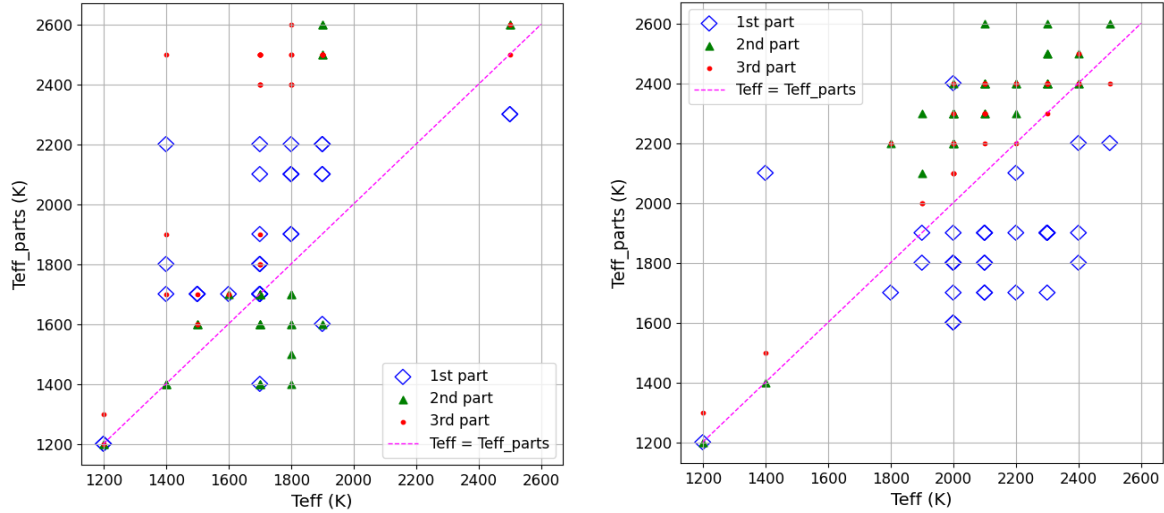 2600
2400
2200
2000
1800
1600
1400
1200
Teff_parts (K)
1200 1400 1600 1800 2000 2200 2400 2600
Teff (K)
1st part
2nd part
3rd part
Teff = Teff_parts
2600
2400
2200
2000
1800
1600
1400
1200
Teff_parts (K)
1200 1400 1600 1800 2000 2200 2400 2600
Teff (K)
1st part
2nd part
3rd part
Teff = Teff_parts